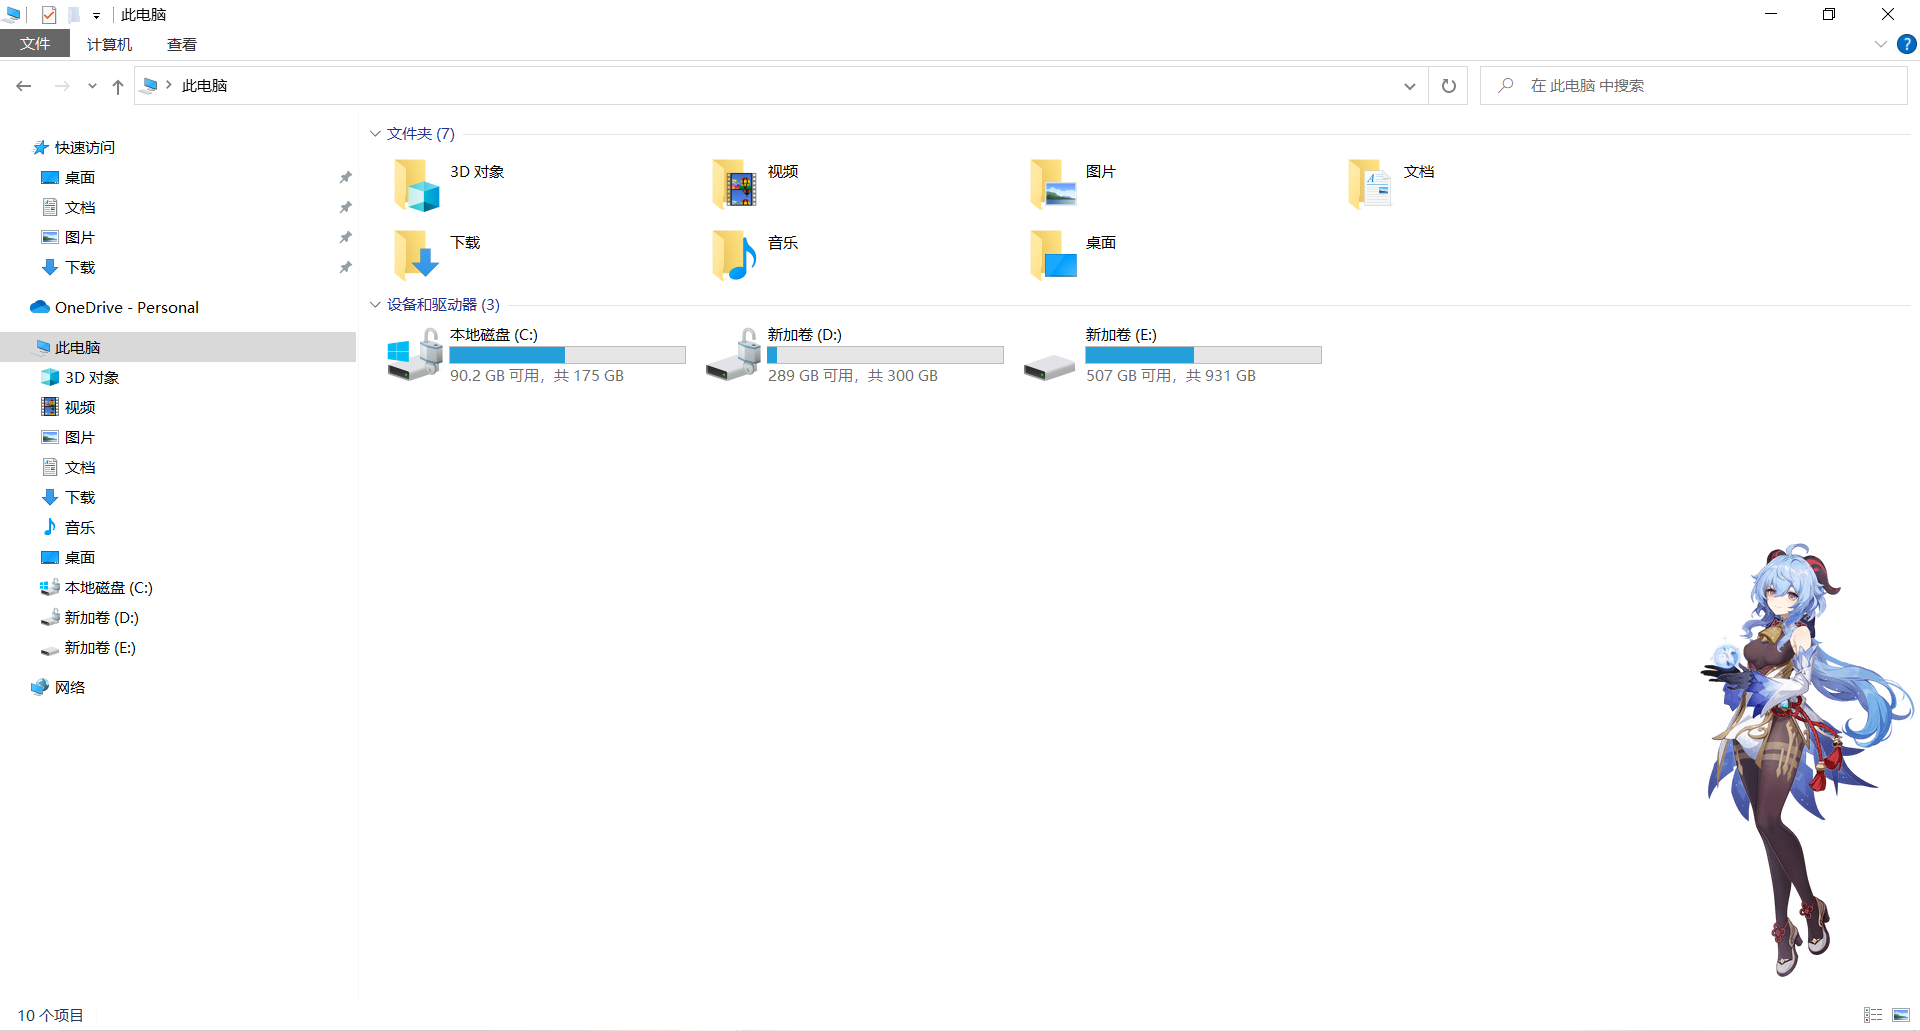 此电脑
文件 计算机 查看
此电脑
在 此电脑 中搜索
快速访问
桌面
文档
图片
下载
OneDrive - Personal
此电脑
3D 对象
视频
图片
文档
下载
音乐
桌面
本地磁盘 (C:)
新加卷 (D:)
新加卷 (E:)
网络
文件夹 (7)
3D 对象
视频
图片
文档
下载
音乐
桌面
设备和驱动器 (3)
本地磁盘 (C:)
90.2 GB 可用，共 175 GB
新加卷 (D:)
289 GB 可用，共 300 GB
新加卷 (E:)
507 GB 可用，共 931 GB
10 个项目